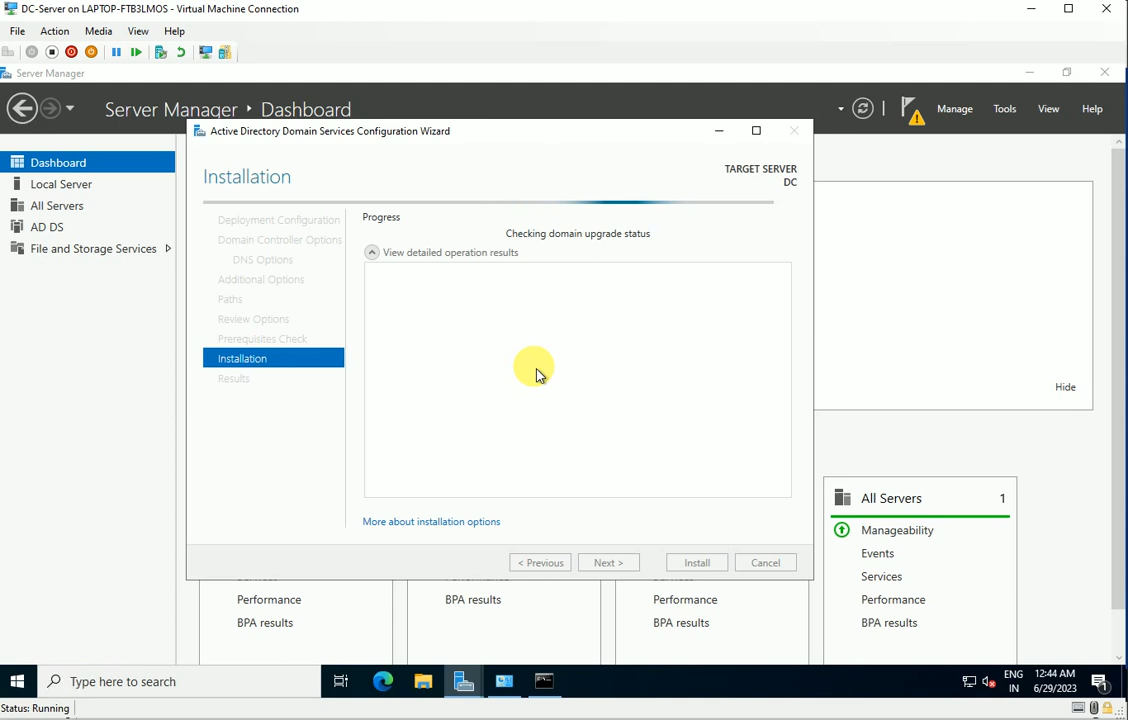 DC-Server on LAPTOP-FTB3LMOS - Virtual Machine Connection
File Action Media View Help
Server Manager
Server Manager ‣ Dashboard
Manage Tools View Help
Active Directory Domain Services Configuration Wizard
Dashboard
Local Server
All Servers
AD DS
File and Storage Services
Installation
TARGET SERVER
DC
Deployment Configuration
Domain Controller Options
DNS Options
Additional Options
Paths
Review Options
Prerequisites Check
Installation
Results
Progress
Checking domain upgrade status
View detailed operation results
More about installation options
< Previous Next > Install Cancel
Hide
All Servers 1
Manageability
Events
Services
Performance
BPA results
Performance
BPA results
BPA results
Performance
BPA results
Type here to search
ENG
IN
12:44 AM
6/29/2023
1
Status: Running